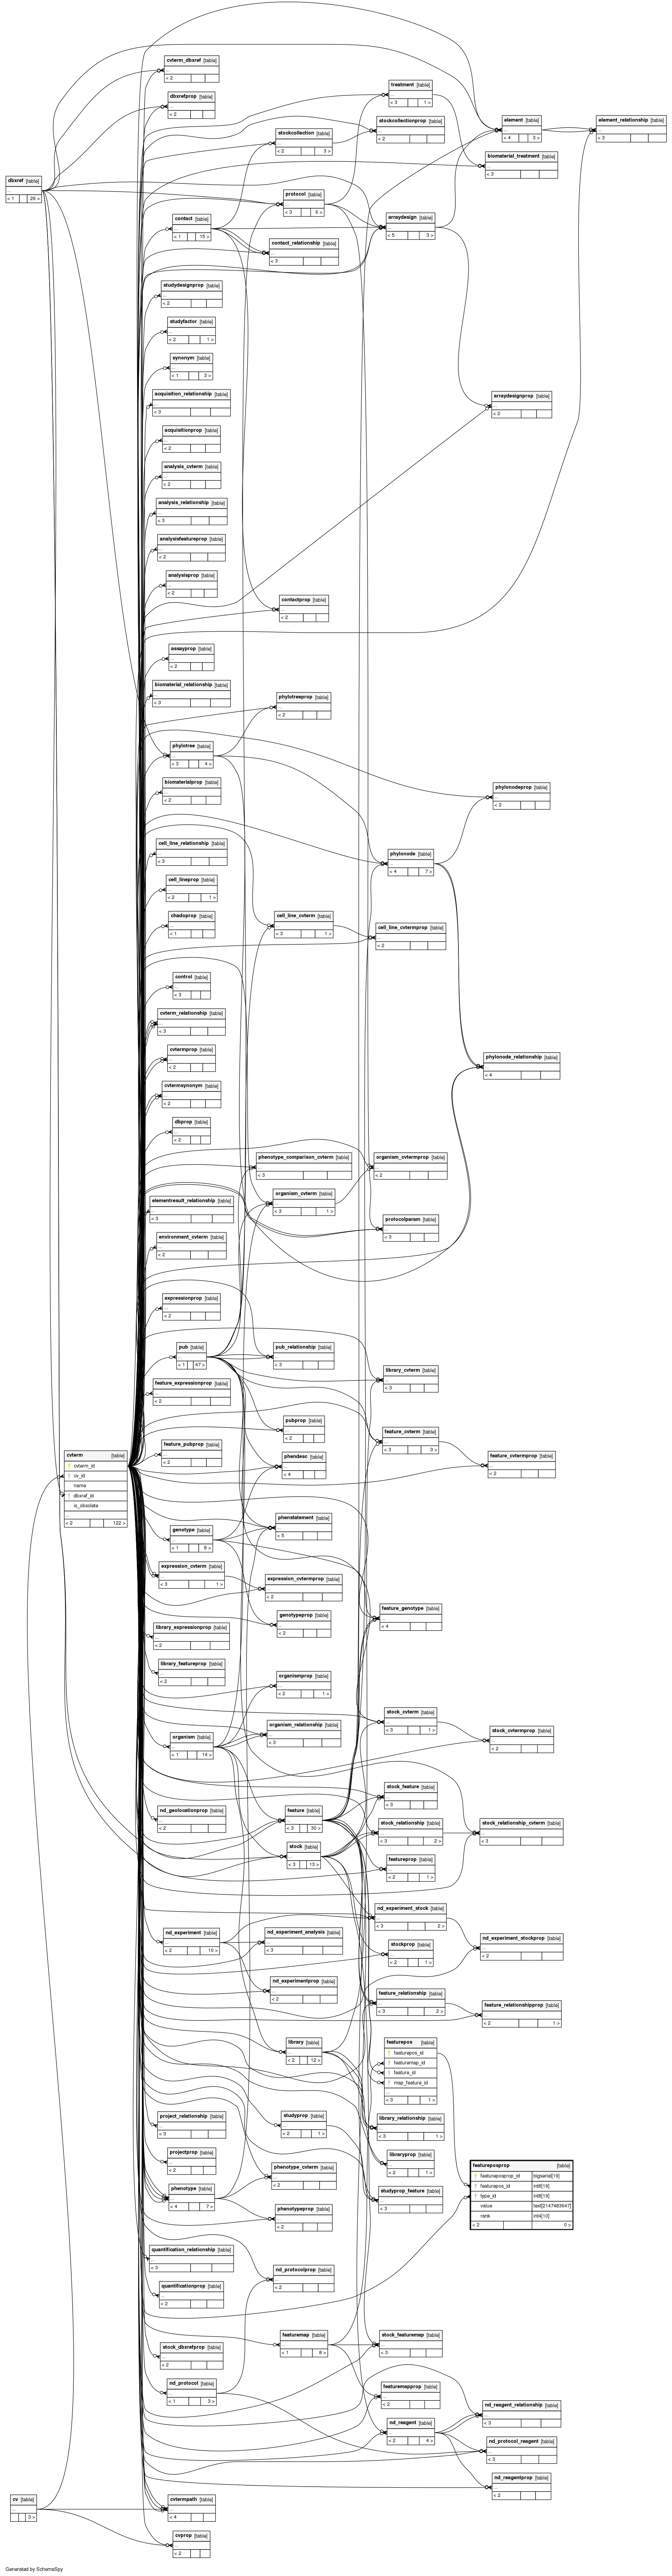 cvterm_dbxref [table]
...
< 2
dbxrefprop [table]
...
< 2
treatment [table]
...
< 3 1 >
stockcollectionprop [table]
...
< 2
element [table]
...
< 4 3 >
element_relationship [table]
...
< 3
stockcollection [table]
...
< 2 3 >
biomaterial_treatment [table]
...
< 3
dbxref [table]
...
< 1 26 >
protocol [table]
...
< 3 6 >
contact [table]
...
< 1 15 >
arraydesign [table]
...
< 5 3 >
contact_relationship [table]
...
< 3
studydesignprop [table]
...
< 2
studyfactor [table]
...
< 2 1 >
synonym [table]
...
< 1 3 >
acquisition_relationship [table]
...
< 3
arraydesignprop [table]
...
< 2
acquisitionprop [table]
...
< 2
analysis_cvterm [table]
...
< 2
analysis_relationship [table]
...
< 3
analysisfeatureprop [table]
...
< 2
analysisprop [table]
...
< 2
contactprop [table]
...
< 2
assayprop [table]
...
< 2
biomaterial_relationship [table]
...
< 3
phylotreeprop [table]
...
< 2
phylotree [table]
...
< 3 4 >
biomaterialprop [table]
...
< 2
phylonodeprop [table]
...
< 2
cell_line_relationship [table]
...
< 3
phylonode [table]
...
< 4 7 >
cell_lineprop [table]
...
< 2 1 >
chadoprop [table]
...
< 1
cell_line_cvterm [table]
...
< 3 1 >
cell_line_cvtermprop [table]
...
< 2
control [table]
...
< 3
cvterm_relationship [table]
...
< 3
cvtermprop [table]
...
< 2
phylonode_relationship [table]
...
< 4
cvtermsynonym [table]
...
< 2
dbprop [table]
...
< 2
phenotype_comparison_cvterm [table]
...
< 3
organism_cvtermprop [table]
...
< 2
organism_cvterm [table]
...
< 3 1 >
elementresult_relationship [table]
...
< 3
protocolparam [table]
...
< 3
environment_cvterm [table]
...
< 2
expressionprop [table]
...
< 2
pub [table]
...
< 1 47 >
pub_relationship [table]
...
< 3
library_cvterm [table]
...
< 3
feature_expressionprop [table]
...
< 2
pubprop [table]
...
< 2
feature_cvterm [table]
...
< 3 3 >
feature_pubprop [table]
...
< 2
phendesc [table]
...
< 4
feature_cvtermprop [table]
...
< 2
cvterm [table]
cvterm_id
cv_id
name
dbxref_id
is_obsolete
...
< 2 122 >
genotype [table]
...
< 1 8 >
phenstatement [table]
...
< 5
expression_cvterm [table]
...
< 3 1 >
expression_cvtermprop [table]
...
< 2
library_expressionprop [table]
...
< 2
genotypeprop [table]
...
< 2
feature_genotype [table]
...
< 4
library_featureprop [table]
...
< 2
organismprop [table]
...
< 2 1 >
organism [table]
...
< 1 14 >
organism_relationship [table]
...
< 3
stock_cvterm [table]
...
< 3 1 >
stock_cvtermprop [table]
...
< 2
stock_feature [table]
...
< 3
nd_geolocationprop [table]
...
< 2
feature [table]
...
< 3 30 >
stock_relationship [table]
...
< 3 2 >
stock_relationship_cvterm [table]
...
< 3
stock [table]
...
< 3 13 >
featureprop [table]
...
< 2 1 >
nd_experiment_stock [table]
...
< 3 2 >
nd_experiment [table]
...
< 2 10 >
nd_experiment_analysis [table]
...
< 3
stockprop [table]
...
< 2 1 >
nd_experiment_stockprop [table]
...
< 2
nd_experimentprop [table]
...
< 2
feature_relationship [table]
...
< 3 2 >
feature_relationshipprop [table]
...
< 2 1 >
library [table]
...
< 2 12 >
featurepos [table]
featurepos_id
featuremap_id
feature_id
map_feature_id
...
< 3 1 >
project_relationship [table]
...
< 3
studyprop [table]
...
< 2 1 >
library_relationship [table]
...
< 3 1 >
projectprop [table]
...
< 2
phenotype_cvterm [table]
...
< 2
libraryprop [table]
...
< 2 1 >
featureposprop [table]
featureposprop_id bigserial[19]
featurepos_id int8[19]
type_id int8[19]
value text[2147483647]
rank int4[10]
< 2 0 >
phenotype [table]
...
< 4 7 >
studyprop_feature [table]
...
< 3
phenotypeprop [table]
...
< 2
quantification_relationship [table]
...
< 3
quantificationprop [table]
...
< 2
nd_protocolprop [table]
...
< 2
stock_dbxrefprop [table]
...
< 2
featuremap [table]
...
< 1 8 >
stock_featuremap [table]
...
< 3
nd_protocol [table]
...
< 1 3 >
featuremapprop [table]
...
< 2
nd_reagent_relationship [table]
...
< 3
nd_reagent [table]
...
< 2 4 >
nd_protocol_reagent [table]
...
< 3
nd_reagentprop [table]
...
< 2
cv [table]
...
3 >
cvtermpath [table]
...
< 4
cvprop [table]
...
< 2
Generated by SchemaSpy